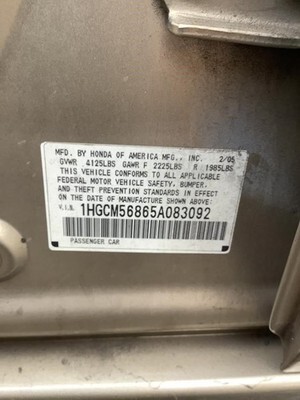 MFD. BY HONDA OF AMERICA MFG., INC. 2/05
GVWR 4125LBS GAWR F 2225LBS R 1985LBS
THIS VEHICLE CONFORMS TO ALL APPLICABLE
FEDERAL MOTOR VEHICLE SAFETY, BUMPER,
AND THEFT PREVENTION STANDARDS IN EFFECT
ON THE DATE OF MANUFACTURE SHOWN ABOVE.
V.I.N. 1HGCM56865A083092
PASSENGER CAR